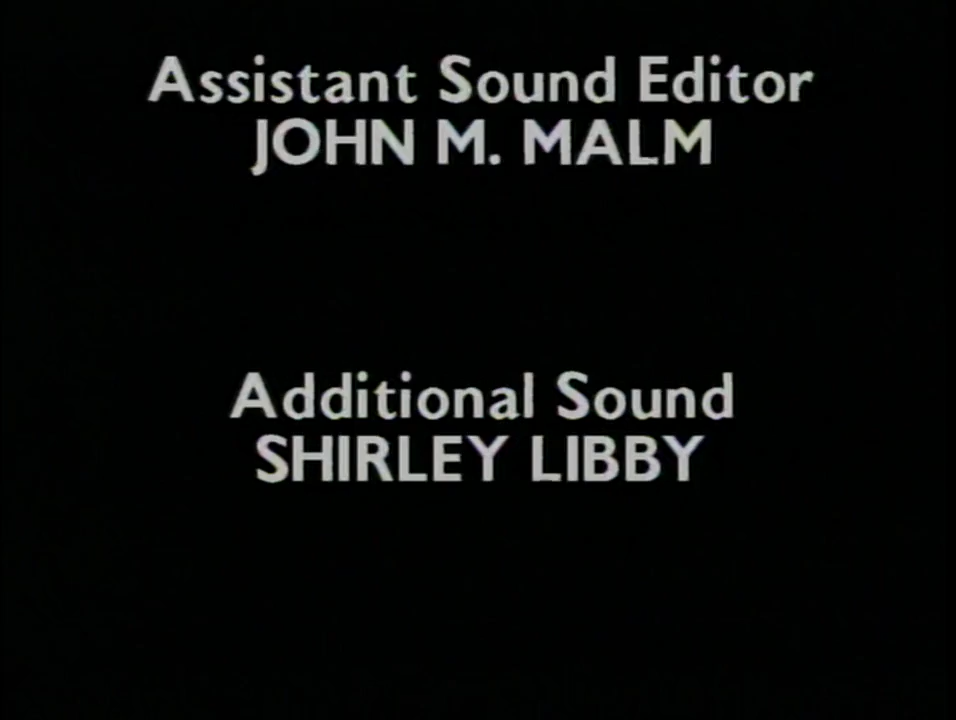 Assistant Sound Editor
JOHN M. MALM
Additional Sound
SHIRLEY LIBBY